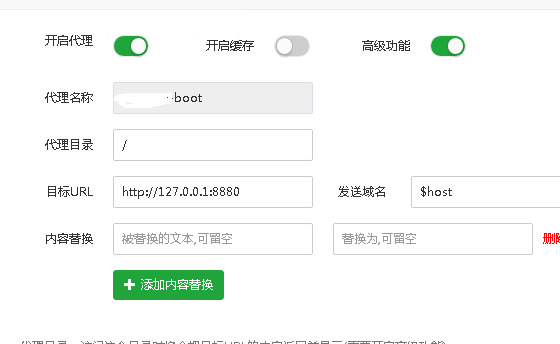 开启代理 开启缓存 高级功能
代理名称 -boot
代理目录 /
目标URL http://127.0.0.1:8880 发送域名 $host
内容替换 被替换的文本,可留空 替换为,可留空 删除
添加内容替换